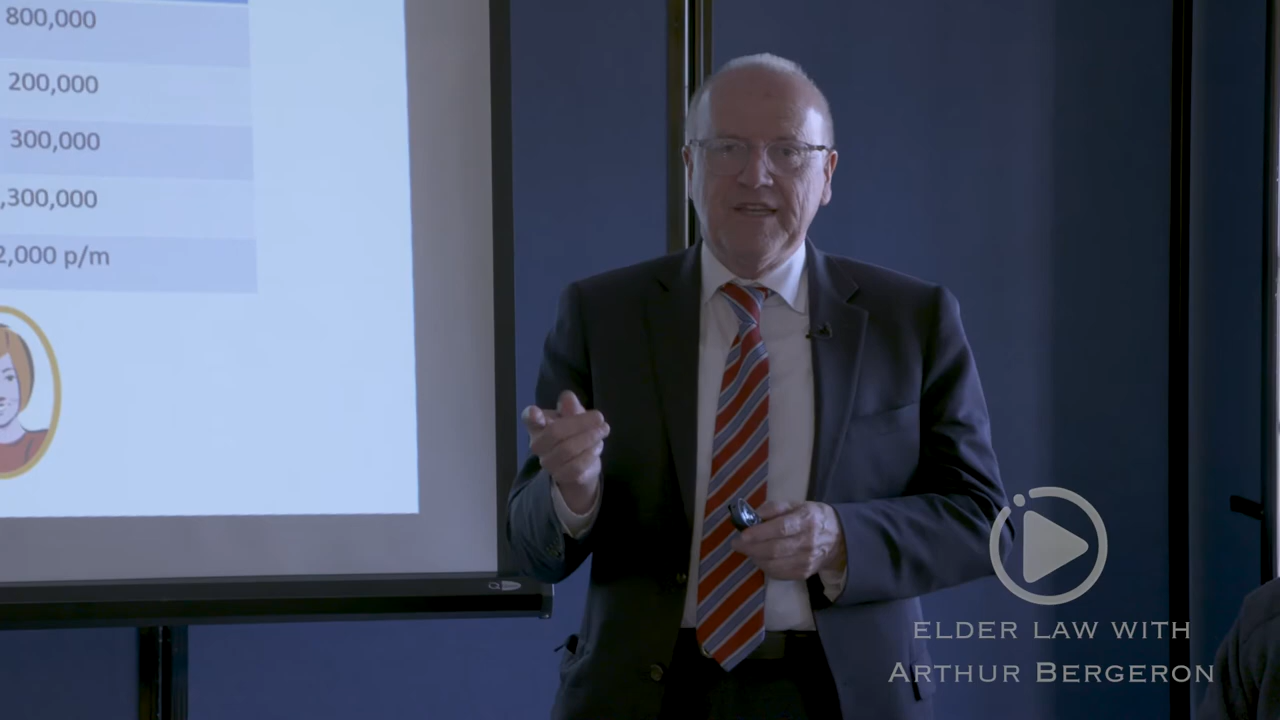 800,000
200,000
300,000
,300,000
2,000 p/m
ELDER LAW WITH
ARTHUR BERGERON